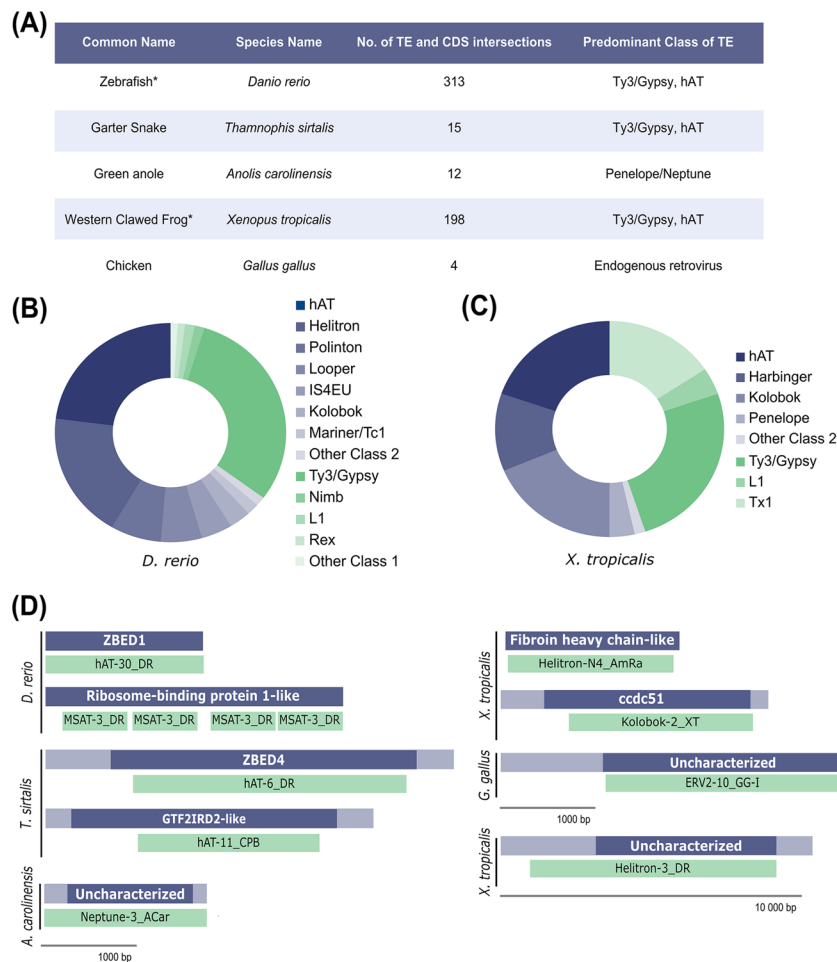 (A)
Common Name Species Name No. of TE and CDS intersections Predominant Class of TE
Zebrafish* Danio rerio 313 Ty3/Gypsy, hAT
Garter Snake Thamnophis sirtalis 15 Ty3/Gypsy, hAT
Green anole Anolis carolinensis 12 Penelope/Neptune
Western Clawed Frog* Xenopus tropicalis 198 Ty3/Gypsy, hAT
Chicken Gallus gallus 4 Endogenous retrovirus
(B)
hAT
Helitron
Polinton
Looper
IS4EU
Kolobok
Mariner/Tc1
Other Class 2
Ty3/Gypsy
Nimb
L1
Rex
Other Class 1
D. rerio
(C)
hAT
Harbinger
Kolobok
Penelope
Other Class 2
Ty3/Gypsy
L1
Tx1
X. tropicalis
(D)
D. rerio
ZBED1
hAT-30_DR
Ribosome-binding protein 1-like
MSAT-3_DR MSAT-3_DR MSAT-3_DR MSAT-3_DR
T. sirtalis
ZBED4
hAT-6_DR
GTF2IRD2-like
hAT-11_CPB
A. carolinensis
Uncharacterized
Neptune-3_ACar
1000 bp
X. tropicalis
Fibroin heavy chain-like
Helitron-N4_AmRa
ccdc51
Kolobok-2_XT
G. gallus
Uncharacterized
ERV2-10_GG-I
1000 bp
X. tropicalis
Uncharacterized
Helitron-3_DR
10 000 bp